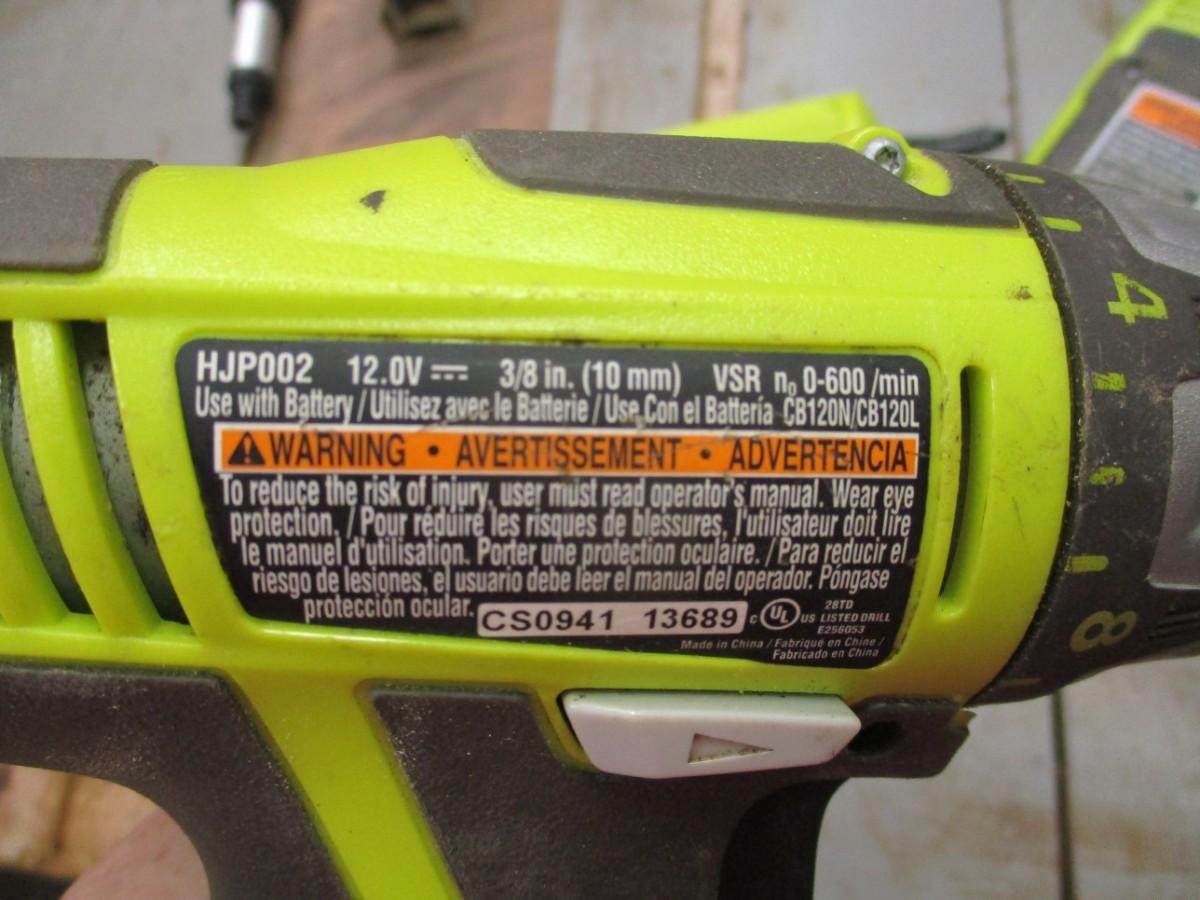 HJP002 12.0V ⎓ 3/8 in. (10 mm) VSR n₀ 0-600 /min
Use with Battery / Utilisez avec le Batterie / Use Con el Batteria CB120N/CB120L
⚠WARNING • AVERTISSEMENT • ADVERTENCIA
To reduce the risk of injury, user must read operator's manual. Wear eye
protection. / Pour réduire les risques de blessures, l'utilisateur doit lire
le manuel d'utilisation. Porter une protection oculaire. / Para reducir el
riesgo de lesiones, el usuario debe leer el manual del operador. Póngase
protección ocular.
CS0941 13689
c UL US
28TD
LISTED DRILL
E256053
Made in China / Fabrique en Chine /
Fabricado en China
4
3
8